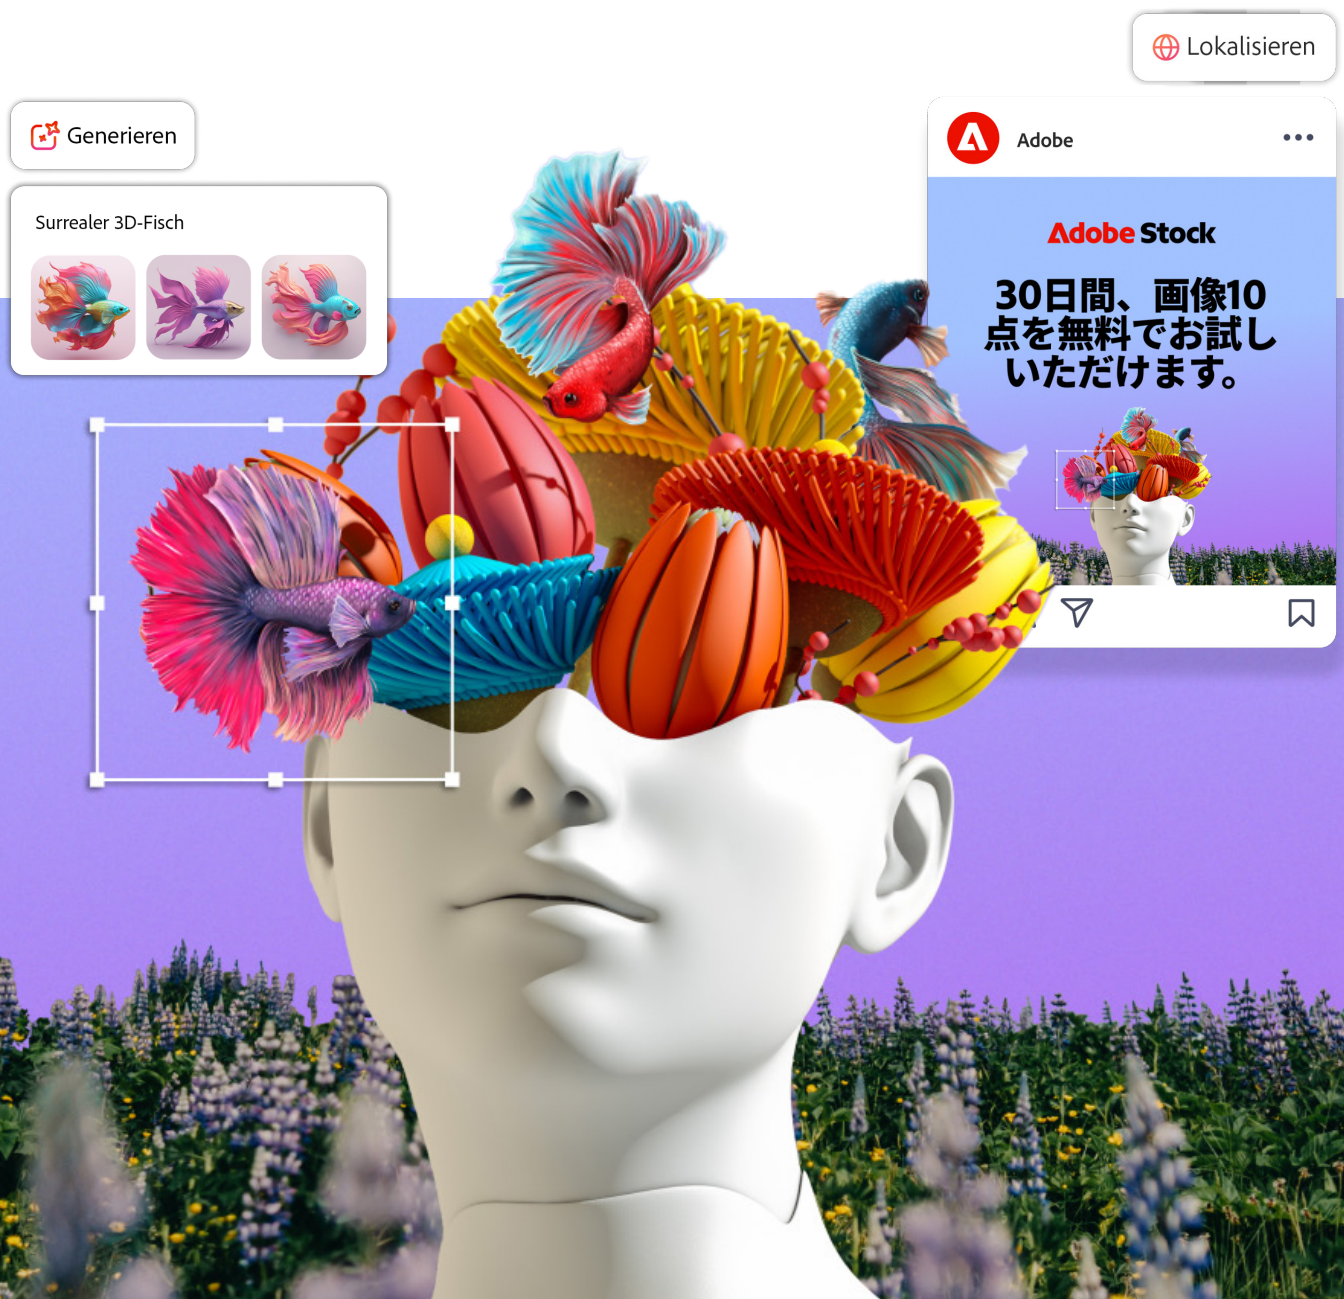 Lokalisieren
Generieren
Adobe
Surrealer 3D-Fisch
Adobe Stock
30日間、画像10
点を無料でお試し
いただけます。